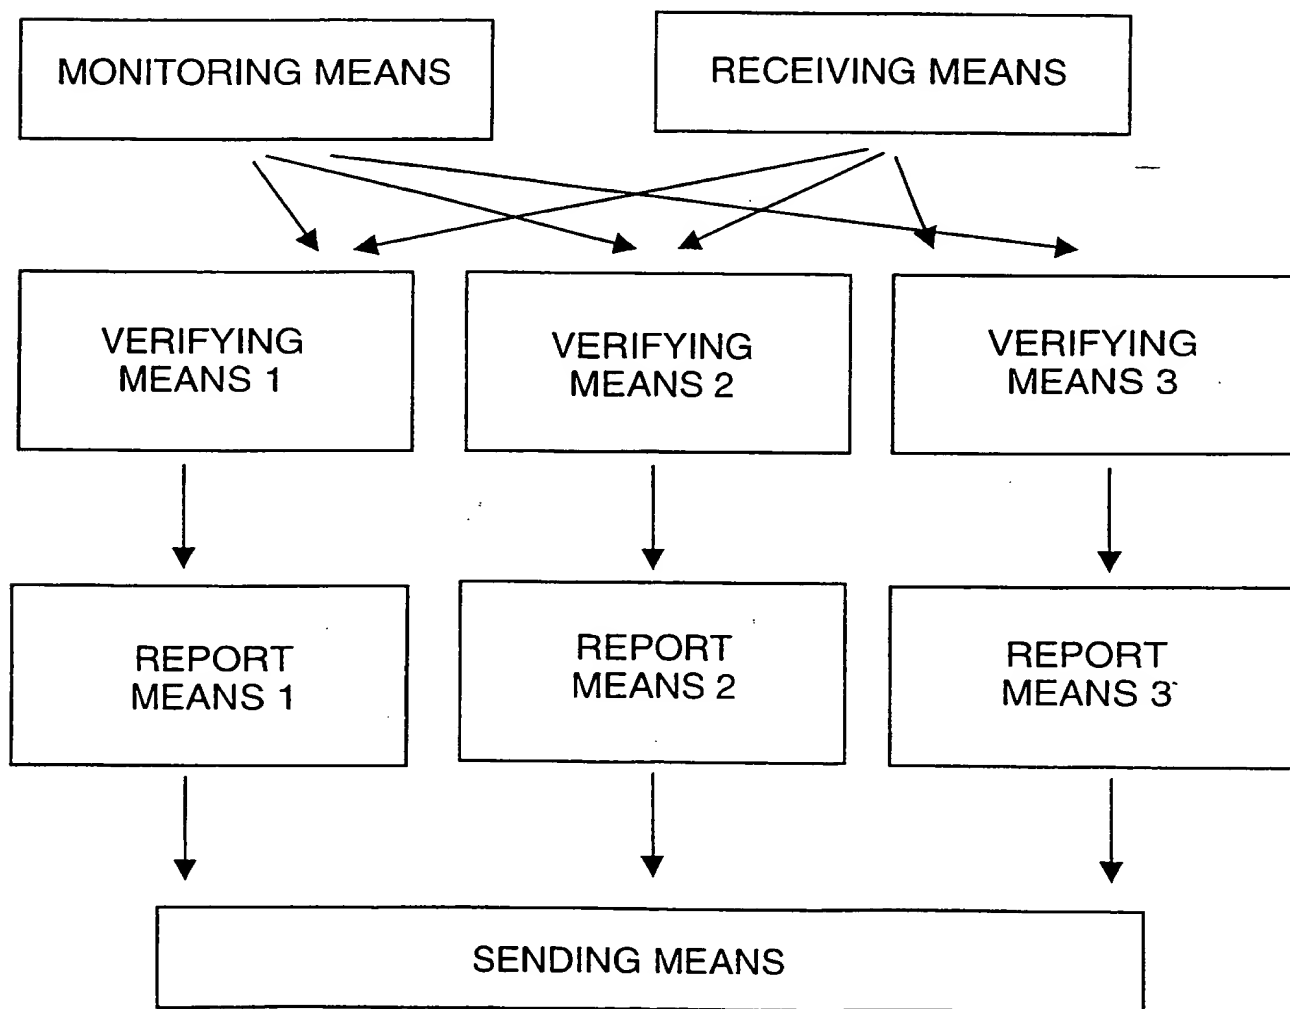 MONITORING MEANS
RECEIVING MEANS
VERIFYING
MEANS 1
VERIFYING
MEANS 2
VERIFYING
MEANS 3
REPORT
MEANS 1
REPORT
MEANS 2
REPORT
MEANS 3
SENDING MEANS